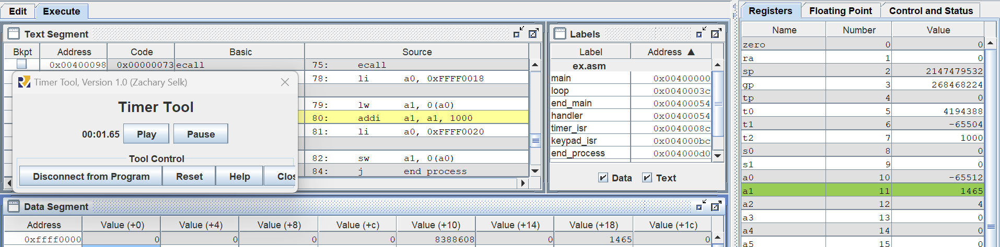 Edit Execute
Text Segment
Bkpt Address Code Basic Source
0x00400098 0x00000073 ecall 75: ecall
78: li a0, 0xFFFF0018
79: lw a1, 0(a0)
80: addi a1, a1, 1000
81: li a0, 0xFFFF0020
82: sw a1, 0(a0)
84: j end process
Timer Tool, Version 1.0 (Zachary Selk)
Timer Tool
00:01.65 Play Pause
Tool Control
Disconnect from Program Reset Help Clos
Labels
Label Address ▲
ex.asm
main 0x00400000
loop 0x0040003c
end_main 0x00400054
handler 0x00400054
timer_isr 0x0040008c
keypad_isr 0x004000bc
end_process 0x004000d0
Data Text
Data Segment
Address Value (+0) Value (+4) Value (+8) Value (+c) Value (+10) Value (+14) Value (+18) Value (+1c)
0xffff0000 0 0 0 0 8388608 0 1465 0
Registers Floating Point Control and Status
Name Number Value
zero 0 0
ra 1 0
sp 2 2147479532
gp 3 268468224
tp 4 0
t0 5 4194388
t1 6 -65504
t2 7 1000
s0 8 0
s1 9 0
a0 10 -65512
a1 11 1465
a2 12 4
a3 13 0
a4 14 0
a5 15 0